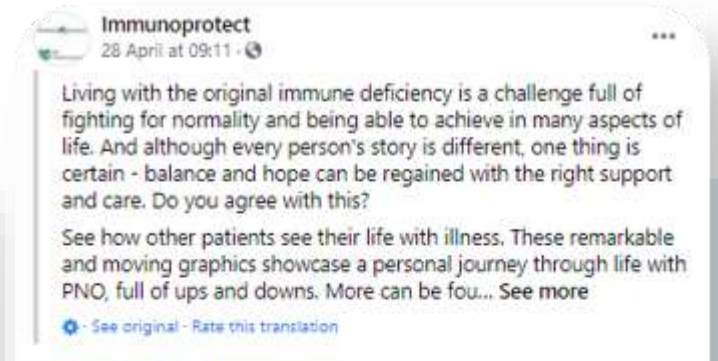 Immunoprotect
28 April at 09:11 ·
Living with the original immune deficiency is a challenge full of
fighting for normality and being able to achieve in many aspects of
life. And although every person's story is different, one thing is
certain - balance and hope can be regained with the right support
and care. Do you agree with this?
See how other patients see their life with illness. These remarkable
and moving graphics showcase a personal journey through life with
PNO, full of ups and downs. More can be fou... See more
· See original · Rate this translation